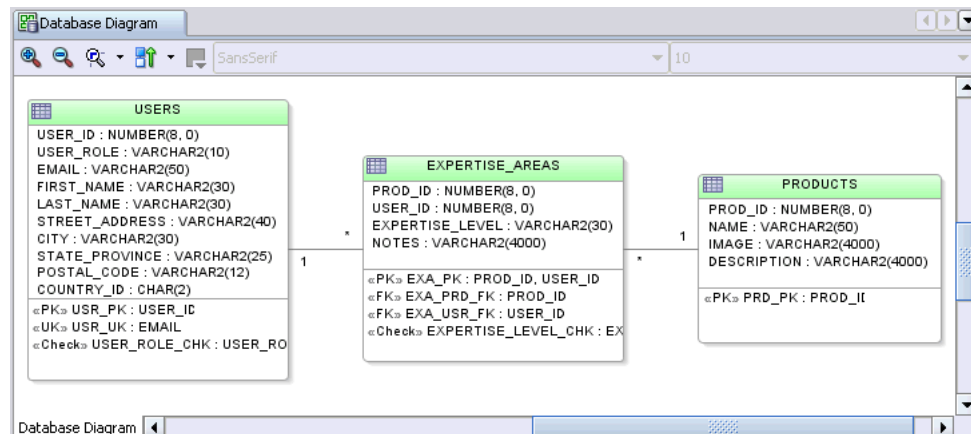 Database Diagram
SansSerif
10
USERS
USER_ID : NUMBER(8, 0)
USER_ROLE : VARCHAR2(10)
EMAIL : VARCHAR2(50)
FIRST_NAME : VARCHAR2(30)
LAST_NAME : VARCHAR2(30)
STREET_ADDRESS : VARCHAR2(40)
CITY : VARCHAR2(30)
STATE_PROVINCE : VARCHAR2(25)
POSTAL_CODE : VARCHAR2(12)
COUNTRY_ID : CHAR(2)
«PK» USR_PK : USER_ID
«UK» USR_UK : EMAIL
«Check» USER_ROLE_CHK : USER_RO
1
*
EXPERTISE_AREAS
PROD_ID : NUMBER(8, 0)
USER_ID : NUMBER(8, 0)
EXPERTISE_LEVEL : VARCHAR2(30)
NOTES : VARCHAR2(4000)
«PK» EXA_PK : PROD_ID, USER_ID
«FK» EXA_PRD_FK : PROD_ID
«FK» EXA_USR_FK : USER_ID
«Check» EXPERTISE_LEVEL_CHK : EX
*
1
PRODUCTS
PROD_ID : NUMBER(8, 0)
NAME : VARCHAR2(50)
IMAGE : VARCHAR2(4000)
DESCRIPTION : VARCHAR2(4000)
«PK» PRD_PK : PROD_ID
Database Diagram